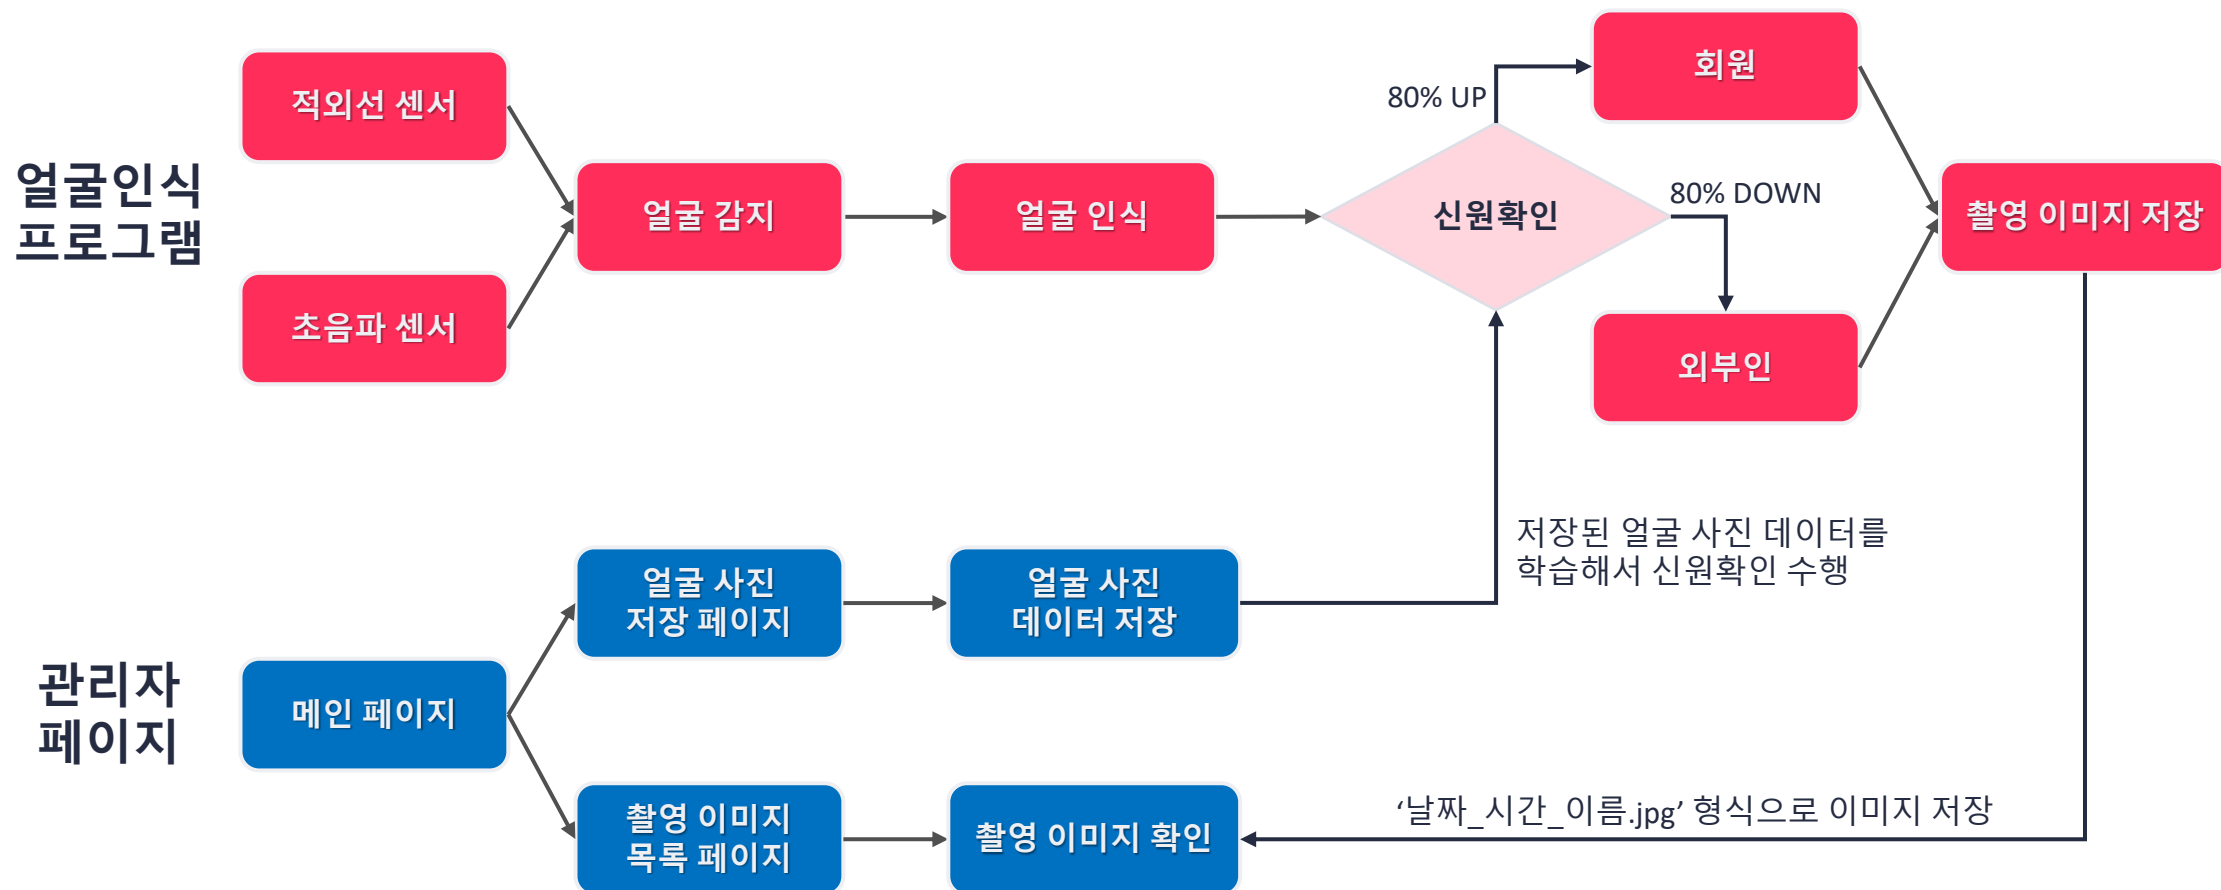 얼굴인식
프로그램
적외선 센서
초음파 센서
얼굴 감지
얼굴 인식
신원확인
80% UP
회원
80% DOWN
외부인
촬영 이미지 저장
관리자
페이지
메인 페이지
얼굴 사진
저장 페이지
얼굴 사진
데이터 저장
저장된 얼굴 사진 데이터를
학습해서 신원확인 수행
촬영 이미지
목록 페이지
촬영 이미지 확인
‘날짜_시간_이름.jpg’ 형식으로 이미지 저장